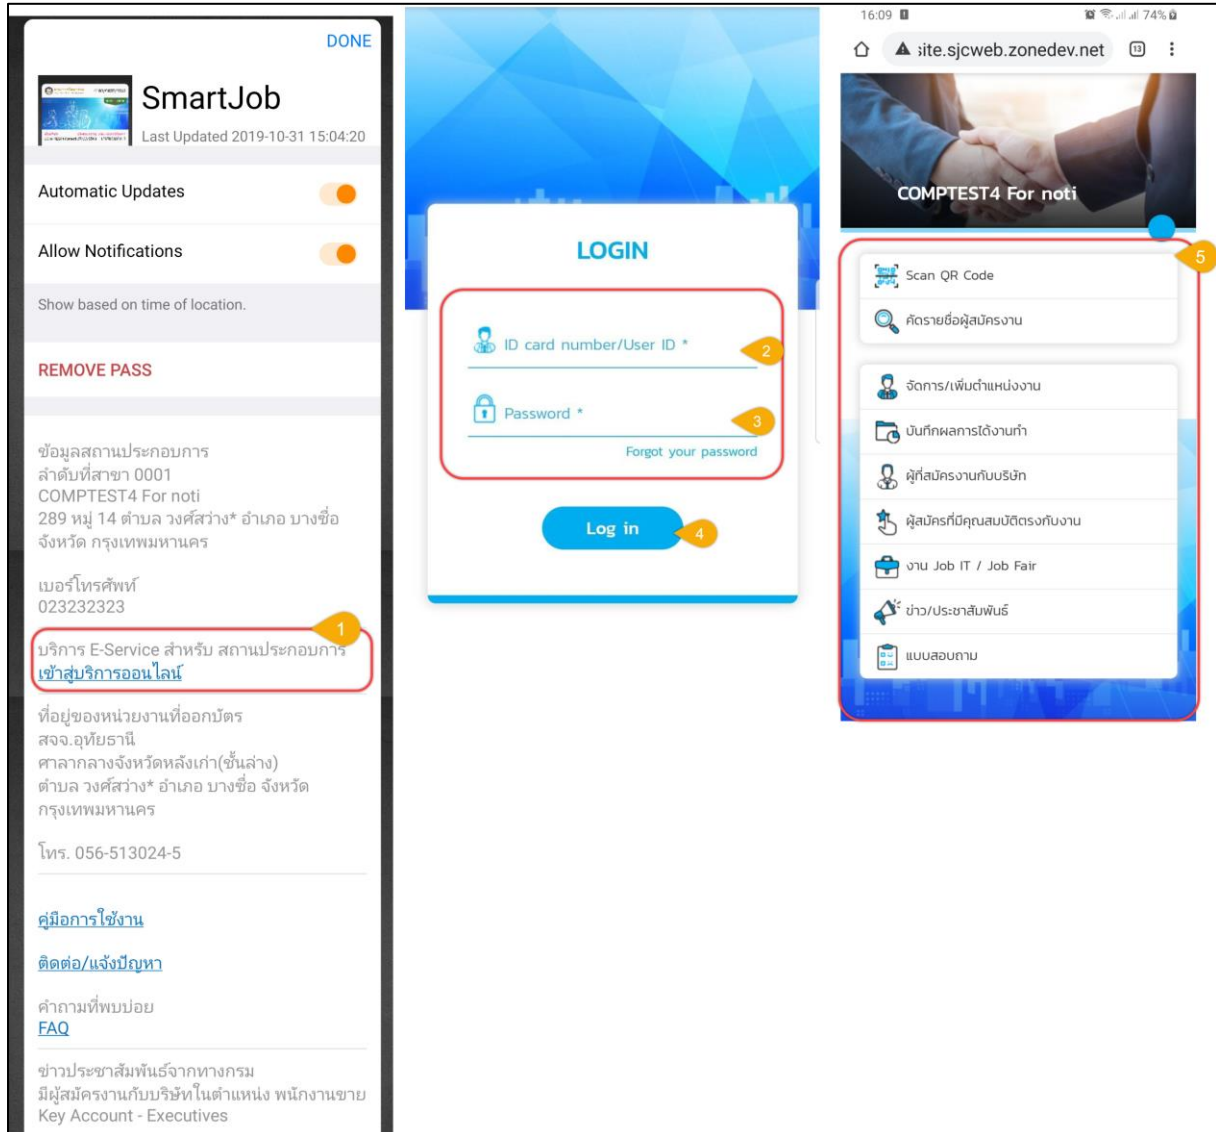 DONE
SmartJob
Last Updated 2019-10-31 15:04:20
Automatic Updates
Allow Notifications
Show based on time of location.
REMOVE PASS
ข้อมูลสถานประกอบการ
ลำดับที่สาขา 0001
COMPTEST4 For noti
289 หมู่ 14 ตำบล วงศ์สว่าง* อำเภอ บางซื่อ
จังหวัด กรุงเทพมหานคร
เบอร์โทรศัพท์
023232323
1
บริการ E-Service สำหรับ สถานประกอบการ
เข้าสู่บริการออนไลน์
ที่อยู่ของหน่วยงานที่ออกบัตร
สจจ.อุทัยธานี
ศาลากลางจังหวัดหลังเก่า(ชั้นล่าง)
ตำบล วงศ์สว่าง* อำเภอ บางซื่อ จังหวัด
กรุงเทพมหานคร
โทร. 056-513024-5
คู่มือการใช้งาน
ติดต่อ/แจ้งปัญหา
คำถามที่พบบ่อย
FAQ
ข่าวประชาสัมพันธ์จากทางกรม
มีผู้สมัครงานกับบริษัทในตำแหน่ง พนักงานขาย
Key Account - Executives
LOGIN
ID card number/User ID *
2
Password *
3
Forgot your password
Log in
4
16:09
74%
site.sjcweb.zonedev.net
13
COMPTEST4 For noti
5
Scan QR Code
คัดรายชื่อผู้สมัครงาน
จัดการ/เพิ่มตำแหน่งงาน
บันทึกผลการได้งานทำ
ผู้ที่สมัครงานกับบริษัท
ผู้สมัครที่มีคุณสมบัติตรงกับงาน
งาน Job IT / Job Fair
ข่าว/ประชาสัมพันธ์
แบบสอบถาม